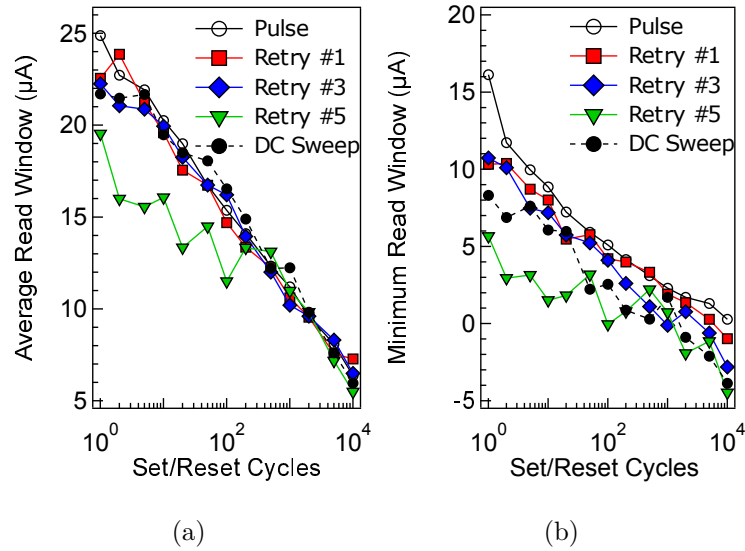 25
20
15
10
5
Average Read Window (µA)
Pulse
Retry #1
Retry #3
Retry #5
DC Sweep
10^0
10^2
10^4
Set/Reset Cycles
(a)
20
15
10
5
0
-5
Minimum Read Window (µA)
Pulse
Retry #1
Retry #3
Retry #5
DC Sweep
10^0
10^2
10^4
Set/Reset Cycles
(b)